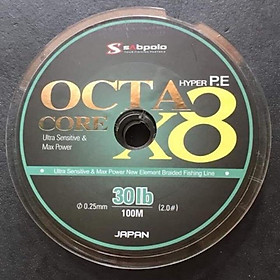 Sabpolo
HYPER P.E
OCTA
CORE
X8
Ultra Sensitive &
Max Power
Ultra Sensitive & Max Power New Element Braided Fishing Line
30lb
Ø 0.25mm 100M (2.0#)
JAPAN